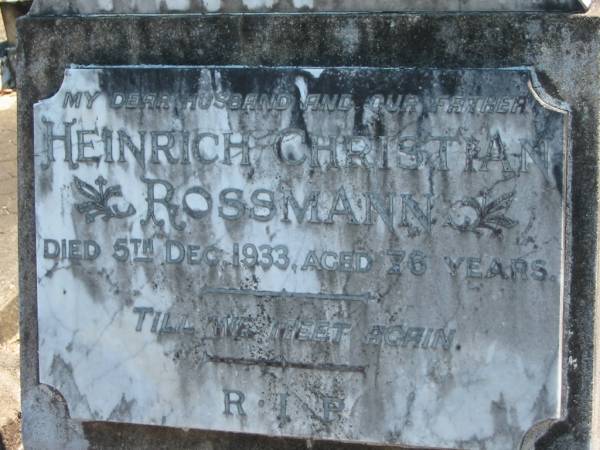 MY DEAR HUSBAND AND OUR FATHER
HEINRICH CHRISTIAN
ROSSMANN
DIED 5TH DEC. 1933, AGED 76 YEARS.
TILL WE MEET AGAIN.
R·I·P